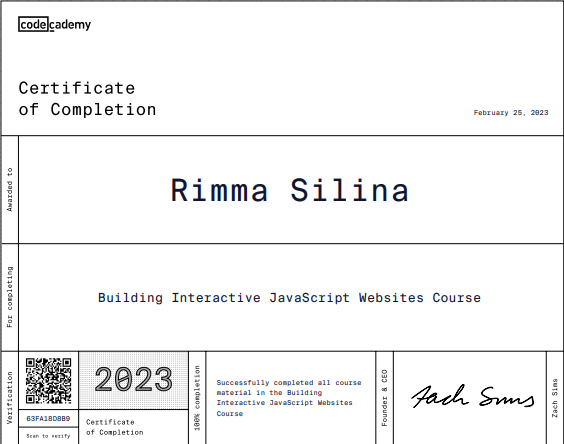 codecademy
Certificate
of Completion
February 25, 2023
Awarded to
Rimma Silina
For completing
Building Interactive JavaScript Websites Course
Verification
63FA18D8B9
Scan to verify
2023
Certificate
of Completion
100% completion
Successfully completed all course
material in the Building
Interactive JavaScript Websites
Course
Founder & CEO
Zach Sims
Zach Sims